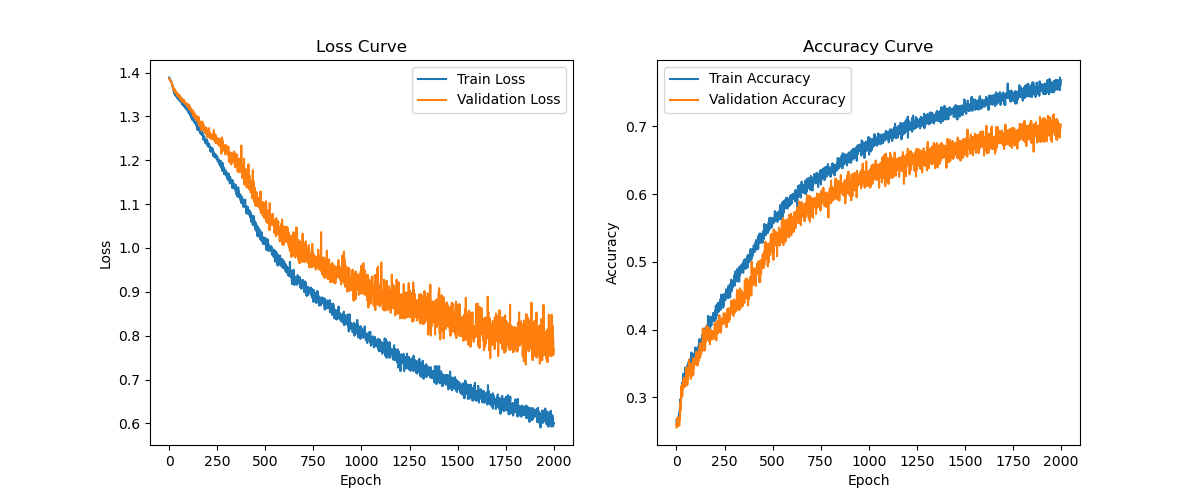 Loss Curve
1.4
1.3
1.2
1.1
1.0
0.9
0.8
0.7
0.6
Loss
Train Loss
Validation Loss
0 250 500 750 1000 1250 1500 1750 2000
Epoch
Accuracy Curve
0.7
0.6
0.5
0.4
0.3
Accuracy
Train Accuracy
Validation Accuracy
0 250 500 750 1000 1250 1500 1750 2000
Epoch